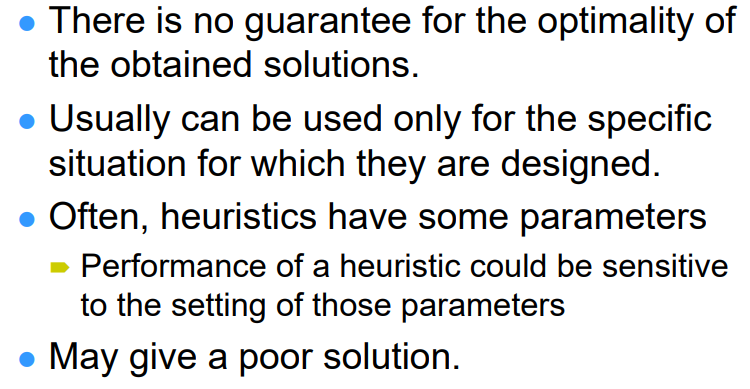 There is no guarantee for the optimality of
the obtained solutions.
Usually can be used only for the specific
situation for which they are designed.
Often, heuristics have some parameters
Performance of a heuristic could be sensitive
to the setting of those parameters
May give a poor solution.